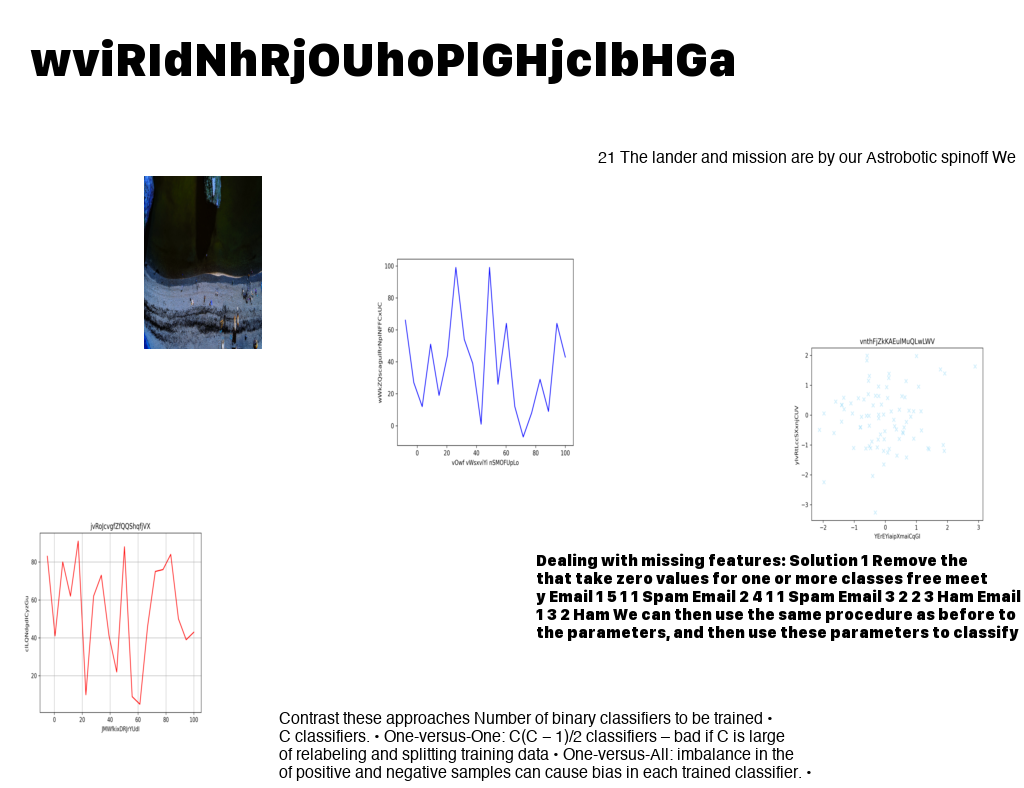 wviRIdNhRjOUhoPlGHjclbHGa
21 The lander and mission are by our Astrobotic spinoff We
100
80
60
40
20
0
0 20 40 60 80 100
vOwf vWsxviYi nSMOFUpLo
vnthFjZkKAEulMuQLwLWV
2
1
0
−1
−2
−3
−2 −1 0 1 2 3
YErEYiaipXmaiCqGl
jvRoJcvgfZfQQShqfjVX
80
60
40
20
0 20 40 60 80 100
Dealing with missing features: Solution 1 Remove the
that take zero values for one or more classes free meet
y Email 1 5 1 1 Spam Email 2 4 1 1 Spam Email 3 2 2 3 Ham Email
1 3 2 Ham We can then use the same procedure as before to
the parameters, and then use these parameters to classify
Contrast these approaches Number of binary classifiers to be trained •
C classifiers. • One-versus-One: C(C – 1)/2 classifiers – bad if C is large
of relabeling and splitting training data • One-versus-All: imbalance in the
of positive and negative samples can cause bias in each trained classifier. •